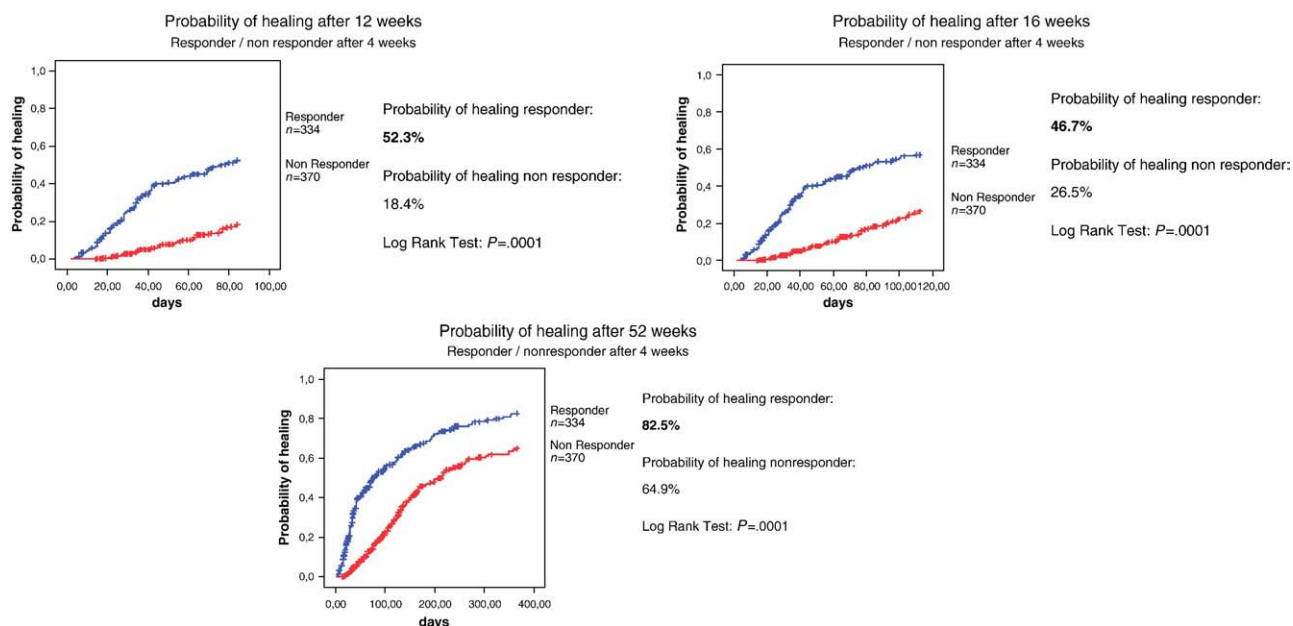 Probability of healing after 12 weeks
Responder / non responder after 4 weeks
Probability of healing
1,0
0,8
0,6
0,4
0,2
0,0
0,00 20,00 40,00 60,00 80,00 100,00
days
Responder
n=334
Non Responder
n=370
Probability of healing responder:
52.3%
Probability of healing non responder:
18.4%
Log Rank Test: P=.0001
Probability of healing after 16 weeks
Responder / non responder after 4 weeks
Probability of healing
1,0
0,8
0,6
0,4
0,2
0,0
0,00 20,00 40,00 60,00 80,00 100,00 120,00
days
Responder
n=334
Non Responder
n=370
Probability of healing responder:
46.7%
Probability of healing non responder:
26.5%
Log Rank Test: P=.0001
Probability of healing after 52 weeks
Responder / nonresponder after 4 weeks
Probability of healing
1,0
0,8
0,6
0,4
0,2
0,0
0,00 100,00 200,00 300,00 400,00
days
Responder
n=334
Non Responder
n=370
Probability of healing responder:
82.5%
Probability of healing nonresponder:
64.9%
Log Rank Test: P=.0001